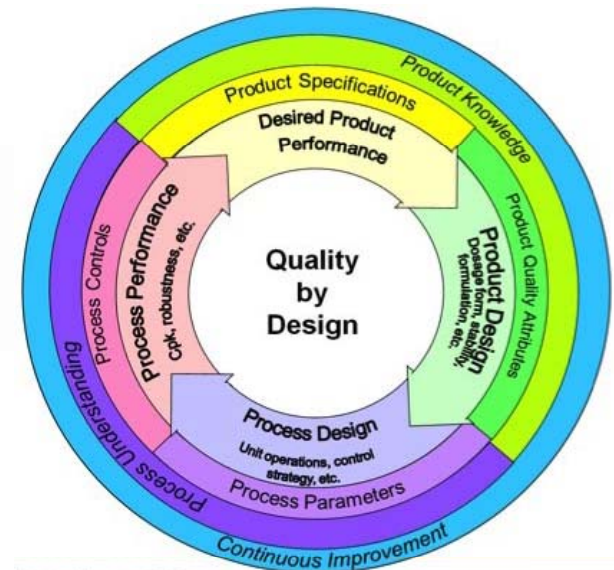 Product Knowledge
Product Specifications
Desired Product
Performance
Product Quality Attributes
Product Design
Dosage form, stability,
formulation, etc.
Quality
by
Design
Process Controls
Process Performance
Cpk, robustness, etc.
Process Design
Unit operations, control
strategy, etc.
Process Parameters
Process Understanding
Continuous Improvement